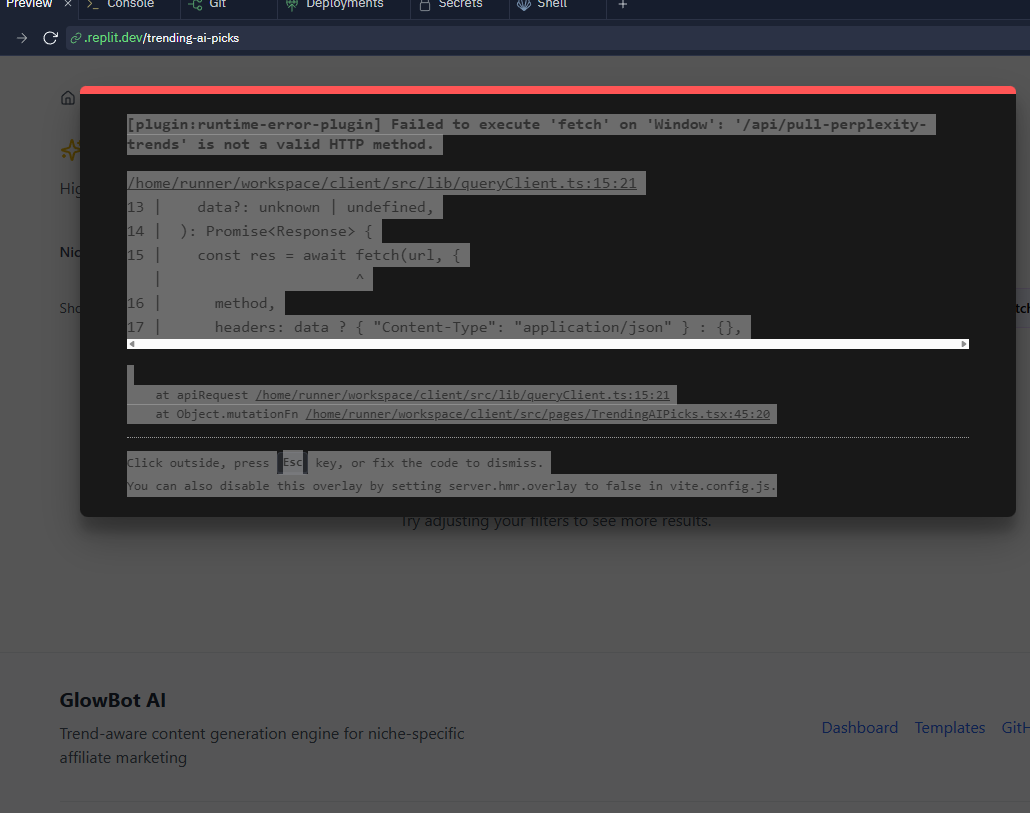 Preview × >_ Console Git Deployments Secrets Shell +
.replit.dev/trending-ai-picks
[plugin:runtime-error-plugin] Failed to execute 'fetch' on 'Window': '/api/pull-perplexity-
trends' is not a valid HTTP method.
/home/runner/workspace/client/src/lib/queryClient.ts:15:21
13 |    data?: unknown | undefined,
14 |  ): Promise<Response> {
15 |    const res = await fetch(url, {
   |                      ^
16 |      method,
17 |      headers: data ? { "Content-Type": "application/json" } : {},
at apiRequest /home/runner/workspace/client/src/lib/queryClient.ts:15:21
at Object.mutationFn /home/runner/workspace/client/src/pages/TrendingAIPicks.tsx:45:20
Click outside, press Esc key, or fix the code to dismiss.
You can also disable this overlay by setting server.hmr.overlay to false in vite.config.js.
Try adjusting your filters to see more results.
GlowBot AI
Trend-aware content generation engine for niche-specific
affiliate marketing
Dashboard Templates